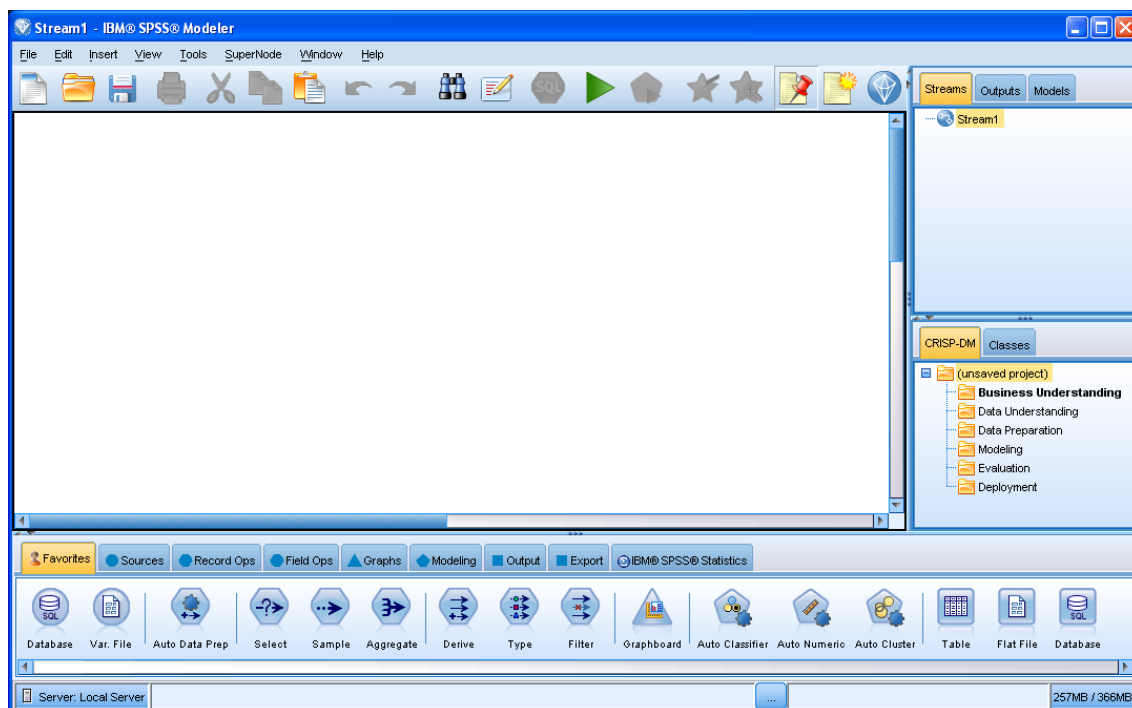 Stream1 - IBM® SPSS® Modeler
File Edit Insert View Tools SuperNode Window Help
SQL
Streams Outputs Models
Stream1
CRISP-DM Classes
(unsaved project)
Business Understanding
Data Understanding
Data Preparation
Modeling
Evaluation
Deployment
Favorites Sources Record Ops Field Ops Graphs Modeling Output Export IBM® SPSS® Statistics
SQL SQL
Database Var. File Auto Data Prep Select Sample Aggregate Derive Type Filter Graphboard Auto Classifier Auto Numeric Auto Cluster Table Flat File Database
Server: Local Server ... 257MB / 366MB